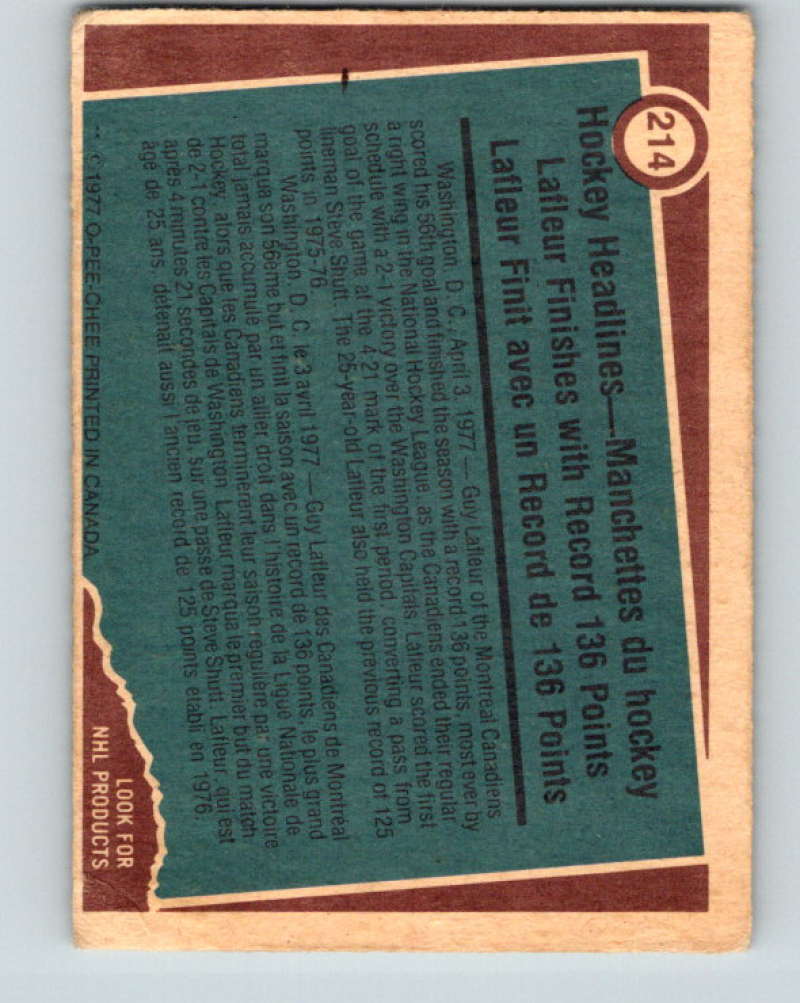 214
Hockey Headlines—Manchettes du hockey
Lafleur Finishes with Record 136 Points
Lafleur Finit avec un Record de 136 Points
Washington, D. C., April 3, 1977 — Guy Lafleur of the Montreal Canadiens
scored his 56th goal and finished the season with a record 136 points, most ever by
a right wing in the National Hockey League, as the Canadiens ended their regular
schedule with a 2-1 victory over the Washington Capitals. Lafleur scored the first
goal of the game at the 4:21 mark of the first period, converting a pass from
lineman Steve Shutt. The 25-year-old Lafleur also held the previous record of 125
points in 1975-76
Washington, D. C. le 3 avril 1977 — Guy Lafleur des Canadiens de Montréal
marqua son 56eme but et finit la saison avec un record de 136 points, le plus grand
total jamais accumulé par un ailier droit dans l'histoire de la Ligue Nationale de
Hockey, alors que les Canadiens terminèrent leur saison régulière par une victoire
de 2-1 contre les Capitals de Washington. Lafleur marqua le premier but du match
après 4 minutes 21 secondes de jeu, sur une passe de Steve Shutt. Lafleur, qui est
âgé de 25 ans, détenait aussi l'ancien record de 125 points établi en 1976
** © 1977 O-PEE-CHEE PRINTED IN CANADA
LOOK FOR
NHL PRODUCTS